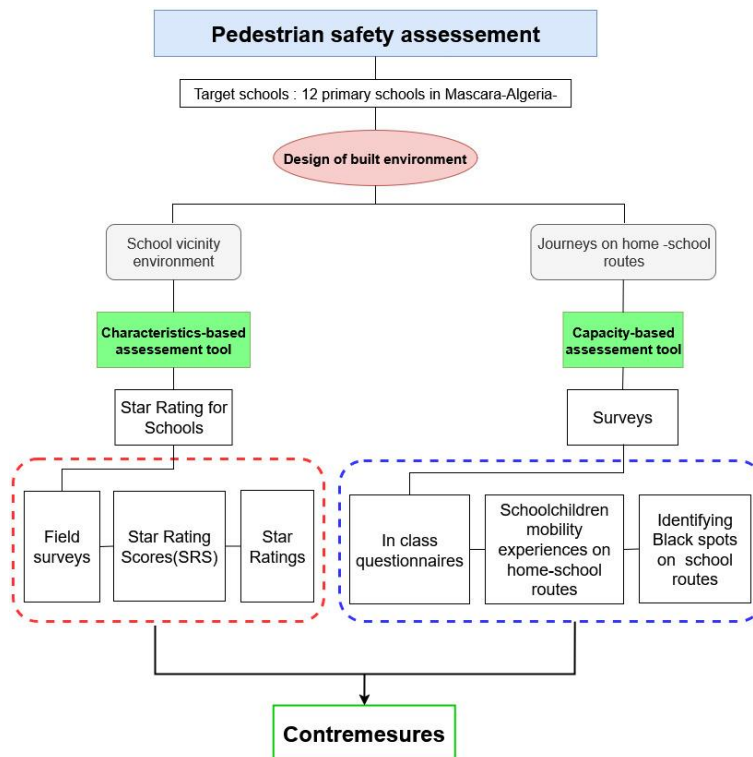 Pedestrian safety assessement
Target schools : 12 primary schools in Mascara-Algeria-
Design of built environment
School vicinity
environment
Journeys on home -school
routes
Characteristics-based
assessement tool
Capacity-based
assessement tool
Star Rating for
Schools
Surveys
Field
surveys
Star Rating
Scores(SRS)
Star
Ratings
In class
questionnaires
Schoolchildren
mobility
experiences on
home-school
routes
Identifying
Black spots
on school
routes
Contremesures